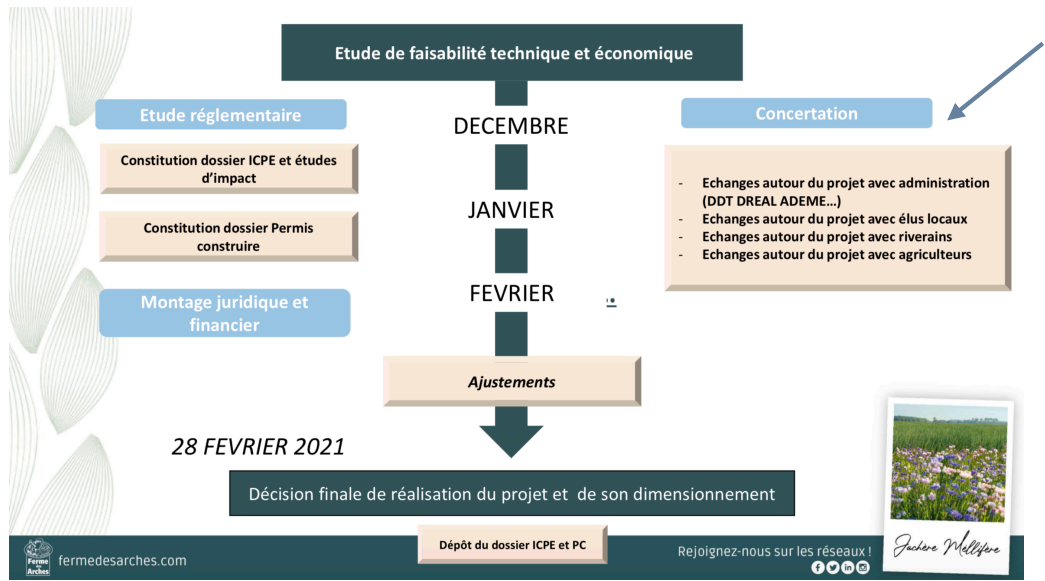 Etude de faisabilité technique et économique
Etude réglementaire
Constitution dossier ICPE et études
d’impact
Constitution dossier Permis
construire
Montage juridique et
financier
DECEMBRE
JANVIER
FEVRIER
Concertation
- Echanges autour du projet avec administration
(DDT DREAL ADEME…)
- Echanges autour du projet avec élus locaux
- Echanges autour du projet avec riverains
- Echanges autour du projet avec agriculteurs
Ajustements
28 FEVRIER 2021
Décision finale de réalisation du projet et de son dimensionnement
Dépôt du dossier ICPE et PC
Ferme
des
Arches
fermedesarches.com
Rejoignez-nous sur les réseaux !
Jachère Mellifère